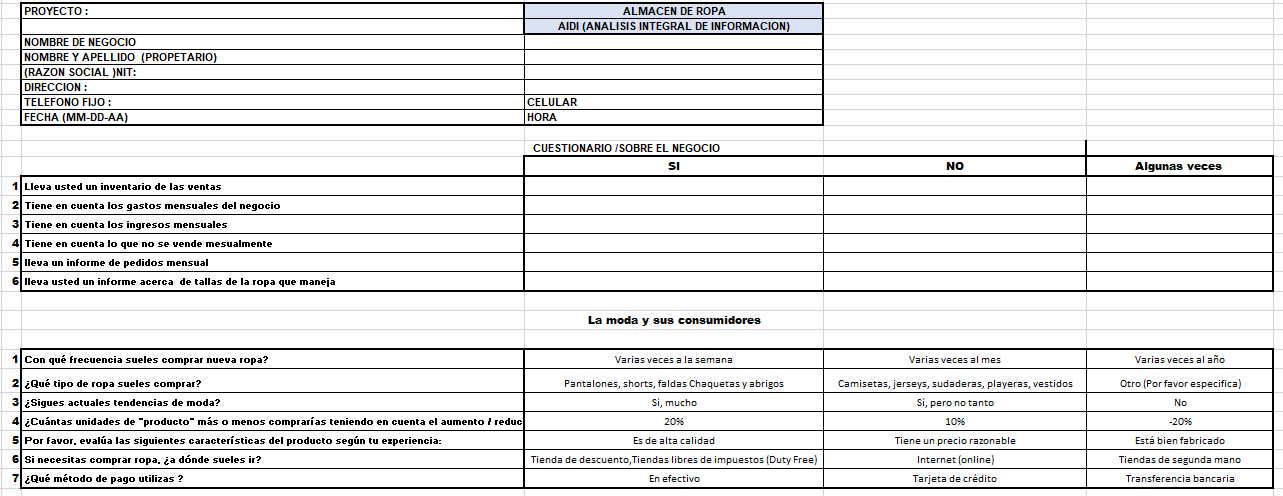 PROYECTO : ALMACEN DE ROPA
AIDI (ANALISIS INTEGRAL DE INFORMACION)
NOMBRE DE NEGOCIO
NOMBRE Y APELLIDO (PROPETARIO)
(RAZON SOCIAL )NIT:
DIRECCION :
TELEFONO FIJO : CELULAR
FECHA (MM-DD-AA) HORA
CUESTIONARIO /SOBRE EL NEGOCIO
SI NO Algunas veces
1 Lleva usted un inventario de las ventas
2 Tiene en cuenta los gastos mensuales del negocio
3 Tiene en cuenta los ingresos mensuales
4 Tiene en cuenta lo que no se vende mesualmente
5 lleva un informe de pedidos mensual
6 lleva usted un informe acerca de tallas de la ropa que maneja
La moda y sus consumidores
1 Con qué frecuencia sueles comprar nueva ropa? Varias veces a la semana Varias veces al mes Varias veces al año
2 ¿Qué tipo de ropa sueles comprar? Pantalones, shorts, faldas Chaquetas y abrigos Camisetas, jerseys, sudaderas, playeras, vestidos Otro (Por favor especifica)
3 ¿Sigues actuales tendencias de moda? Sí, mucho Sí, pero no tanto No
4 ¿Cuántas unidades de "producto" más o menos comprarías teniendo en cuenta el aumento / reduc 20% 10% -20%
5 Por favor, evalúa las siguientes características del producto según tu experiencia: Es de alta calidad Tiene un precio razonable Está bien fabricado
6 Si necesitas comprar ropa, ¿a dónde sueles ir? Tienda de descuento,Tiendas libres de impuestos (Duty Free) Internet (online) Tiendas de segunda mano
7 ¿Qué método de pago utilizas ? En efectivo Tarjeta de crédito Transferencia bancaria